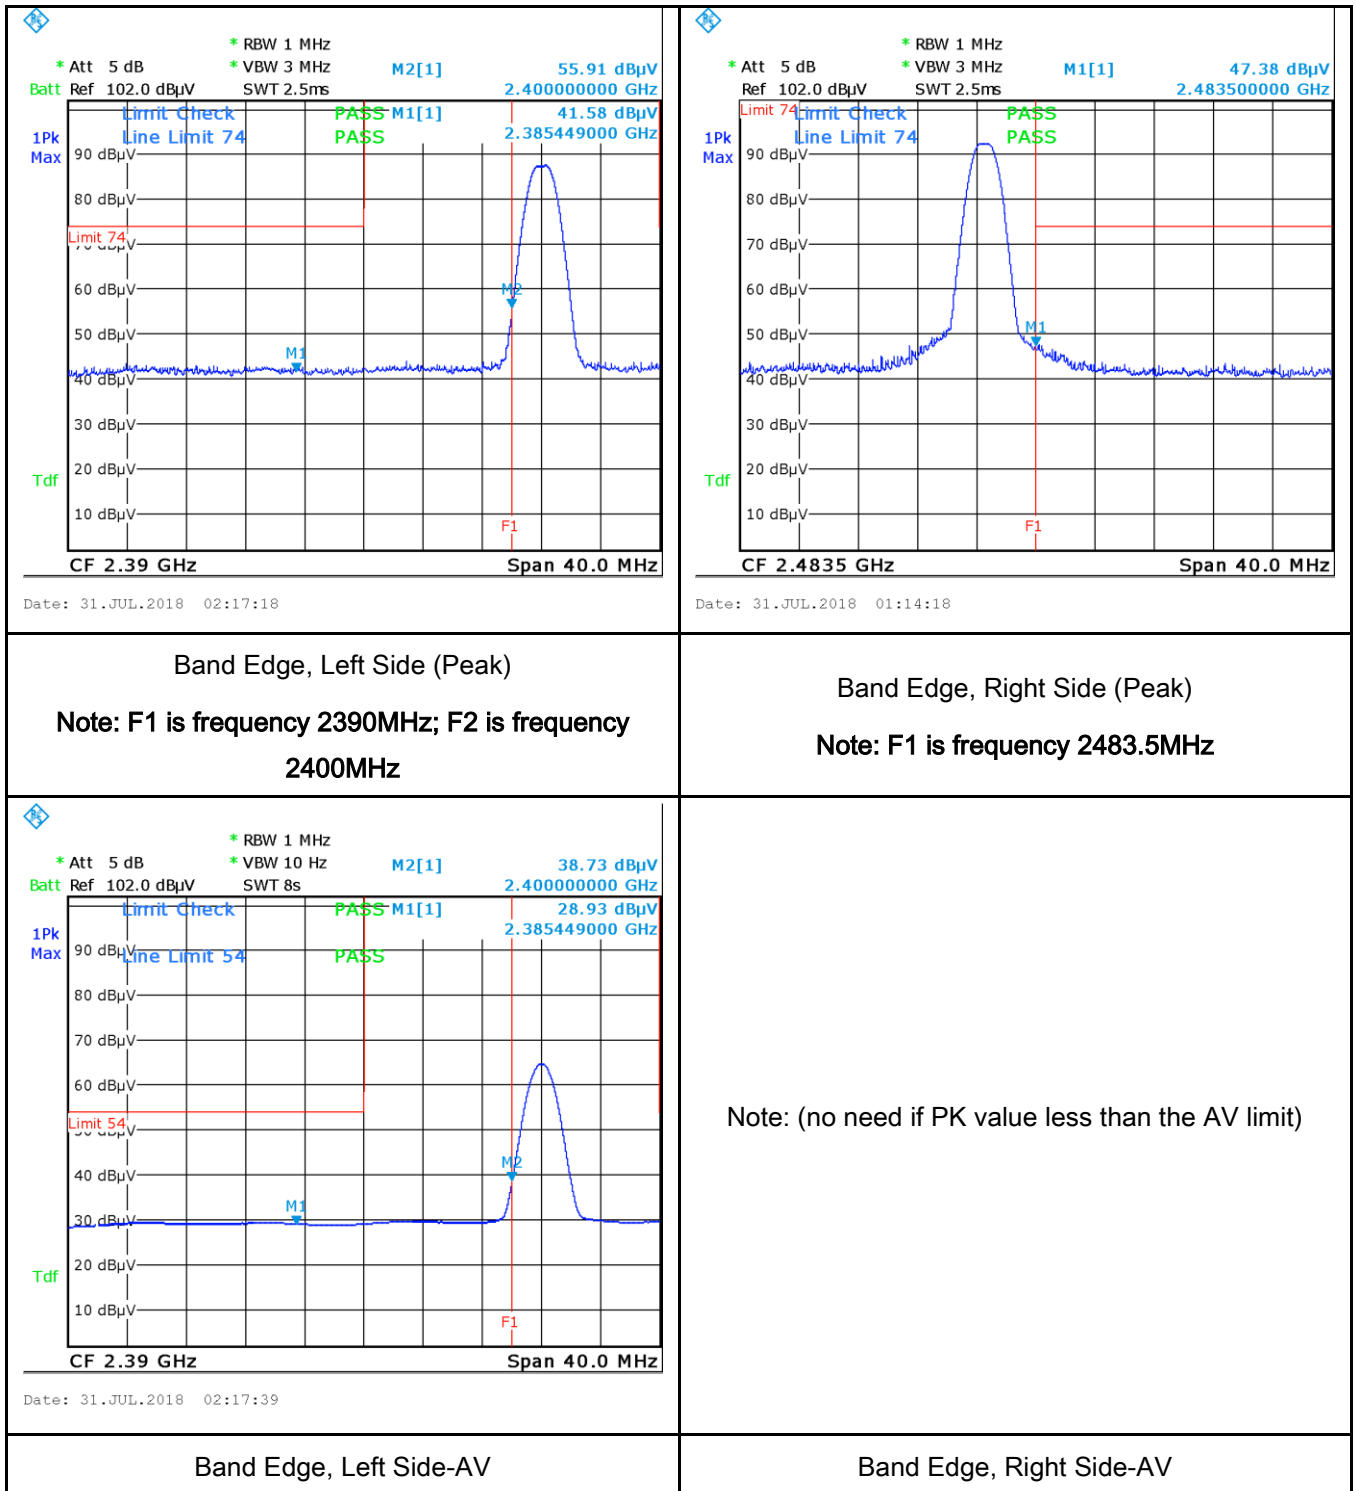 * RBW 1 MHz
* Att 5 dB * VBW 3 MHz M2[1] 55.91 dBµV
Batt Ref 102.0 dBµV SWT 2.5ms 2.400000000 GHz
Limit Check PASS M1[1] 41.58 dBµV
1Pk Line Limit 74 PASS 2.385449000 GHz
Max 90 dBµV
80 dBµV
Limit 74
70 dBµV
60 dBµV M2
50 dBµV
M1
40 dBµV
30 dBµV
20 dBµV
Tdf
10 dBµV
F1
CF 2.39 GHz Span 40.0 MHz
Date: 31.JUL.2018 02:17:18
* RBW 1 MHz
* Att 5 dB * VBW 3 MHz M1[1] 47.38 dBµV
Ref 102.0 dBµV SWT 2.5ms 2.483500000 GHz
Limit 74 Limit Check PASS
1Pk Line Limit 74 PASS
Max 90 dBµV
80 dBµV
70 dBµV
60 dBµV
50 dBµV M1
40 dBµV
30 dBµV
20 dBµV
Tdf
10 dBµV
F1
CF 2.4835 GHz Span 40.0 MHz
Date: 31.JUL.2018 01:14:18
Band Edge, Left Side (Peak)
Note: F1 is frequency 2390MHz; F2 is frequency
2400MHz
Band Edge, Right Side (Peak)
Note: F1 is frequency 2483.5MHz
* RBW 1 MHz
* Att 5 dB * VBW 10 Hz M2[1] 38.73 dBµV
Batt Ref 102.0 dBµV SWT 8s 2.400000000 GHz
Limit Check PASS M1[1] 28.93 dBµV
1Pk 2.385449000 GHz
Max 90 dBµV Line Limit 54 PASS
80 dBµV
70 dBµV
60 dBµV
Limit 54
50 dBµV
M2
40 dBµV
M1
30 dBµV
20 dBµV
Tdf
10 dBµV
F1
CF 2.39 GHz Span 40.0 MHz
Date: 31.JUL.2018 02:17:39
Note: (no need if PK value less than the AV limit)
Band Edge, Left Side-AV
Band Edge, Right Side-AV